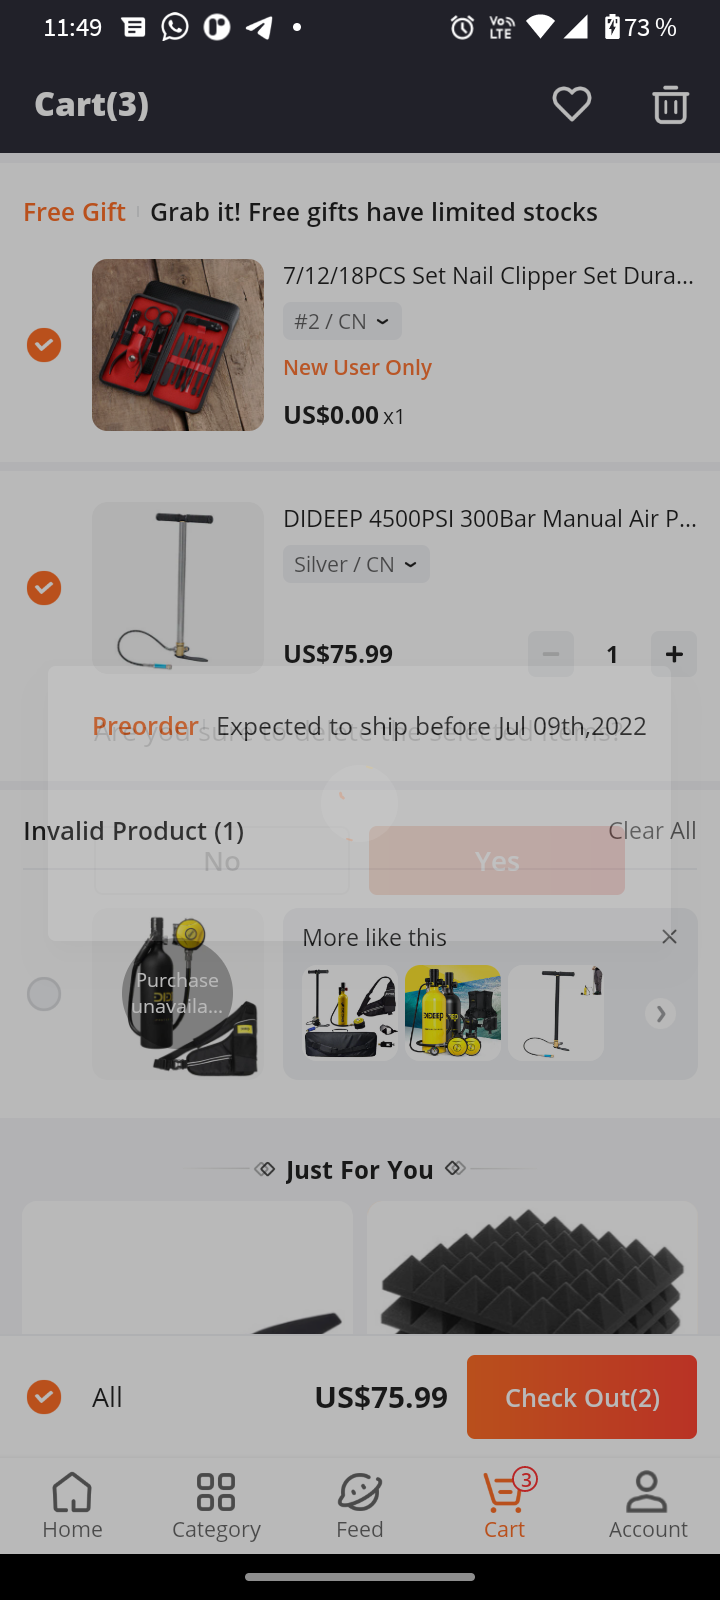 11:49
Vo LTE
73 %
Cart(3)
Free Gift
Grab it! Free gifts have limited stocks
7/12/18PCS Set Nail Clipper Set Dura...
#2 / CN
New User Only
US$0.00 x1
DIDEEP 4500PSI 300Bar Manual Air P...
Silver / CN
US$75.99
1
Preorder
Expected to ship before Jul 09th,2022
Are you sure to delete the selected items?
Invalid Product (1)
Clear All
No
Yes
Purchase
unavaila...
More like this
DIDEEP
Just For You
All
US$75.99
Check Out(2)
Home
Category
Feed
3
Cart
Account